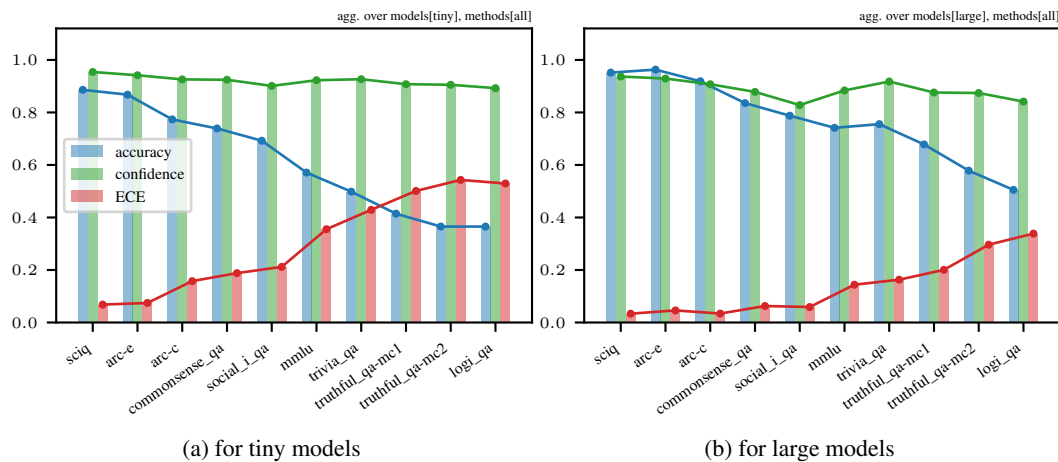 agg. over models[tiny], methods[all]
1.0
0.8
0.6
0.4
0.2
0.0
accuracy
confidence
ECE
sciq
arc-e
arc-c
commonsense_qa
social_i_qa
mmlu
trivia_qa
truthful_qa-mc1
truthful_qa-mc2
logi_qa
(a) for tiny models
agg. over models[large], methods[all]
1.0
0.8
0.6
0.4
0.2
0.0
sciq
arc-e
arc-c
commonsense_qa
social_i_qa
mmlu
trivia_qa
truthful_qa-mc1
truthful_qa-mc2
logi_qa
(b) for large models